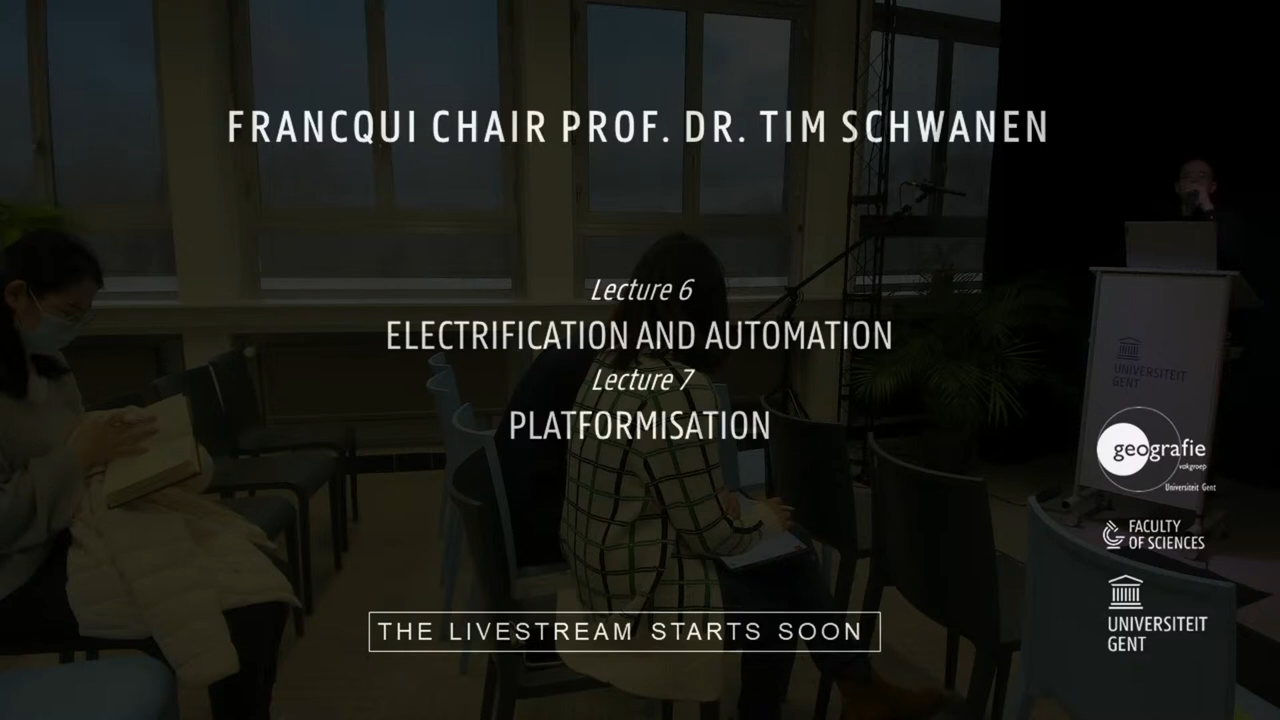 FRANCQUI CHAIR PROF. DR. TIM SCHWANEN
Lecture 6
ELECTRIFICATION AND AUTOMATION
Lecture 7
PLATFORMISATION
THE LIVESTREAM STARTS SOON
UNIVERSITEIT
GENT
geografie
vakgroep
Universiteit Gent
FACULTY
OF SCIENCES
UNIVERSITEIT
GENT